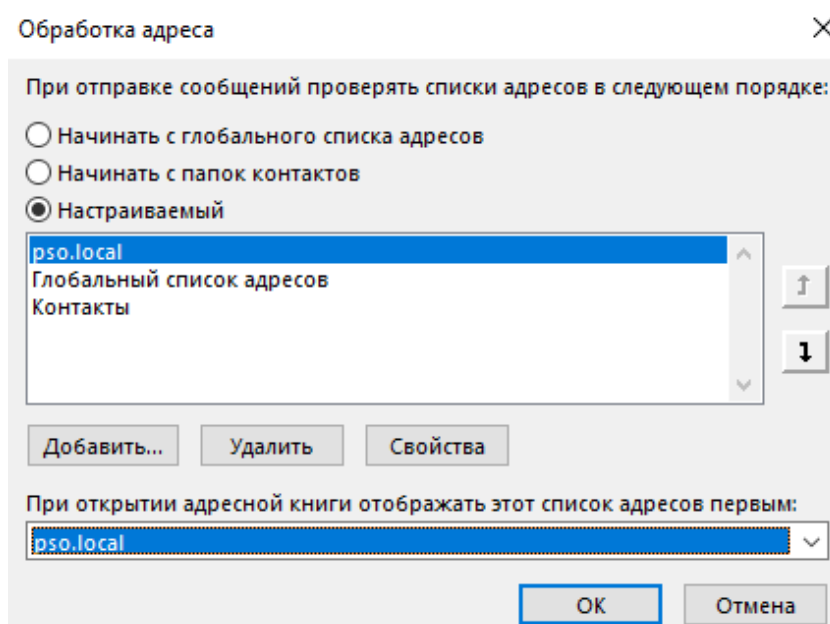 Обработка адреса
При отправке сообщений проверять списки адресов в следующем порядке:
Начинать с глобального списка адресов
Начинать с папок контактов
Настраиваемый
pso.local
Глобальный список адресов
Контакты
Добавить... Удалить Свойства
При открытии адресной книги отображать этот список адресов первым:
pso.local
ОК Отмена